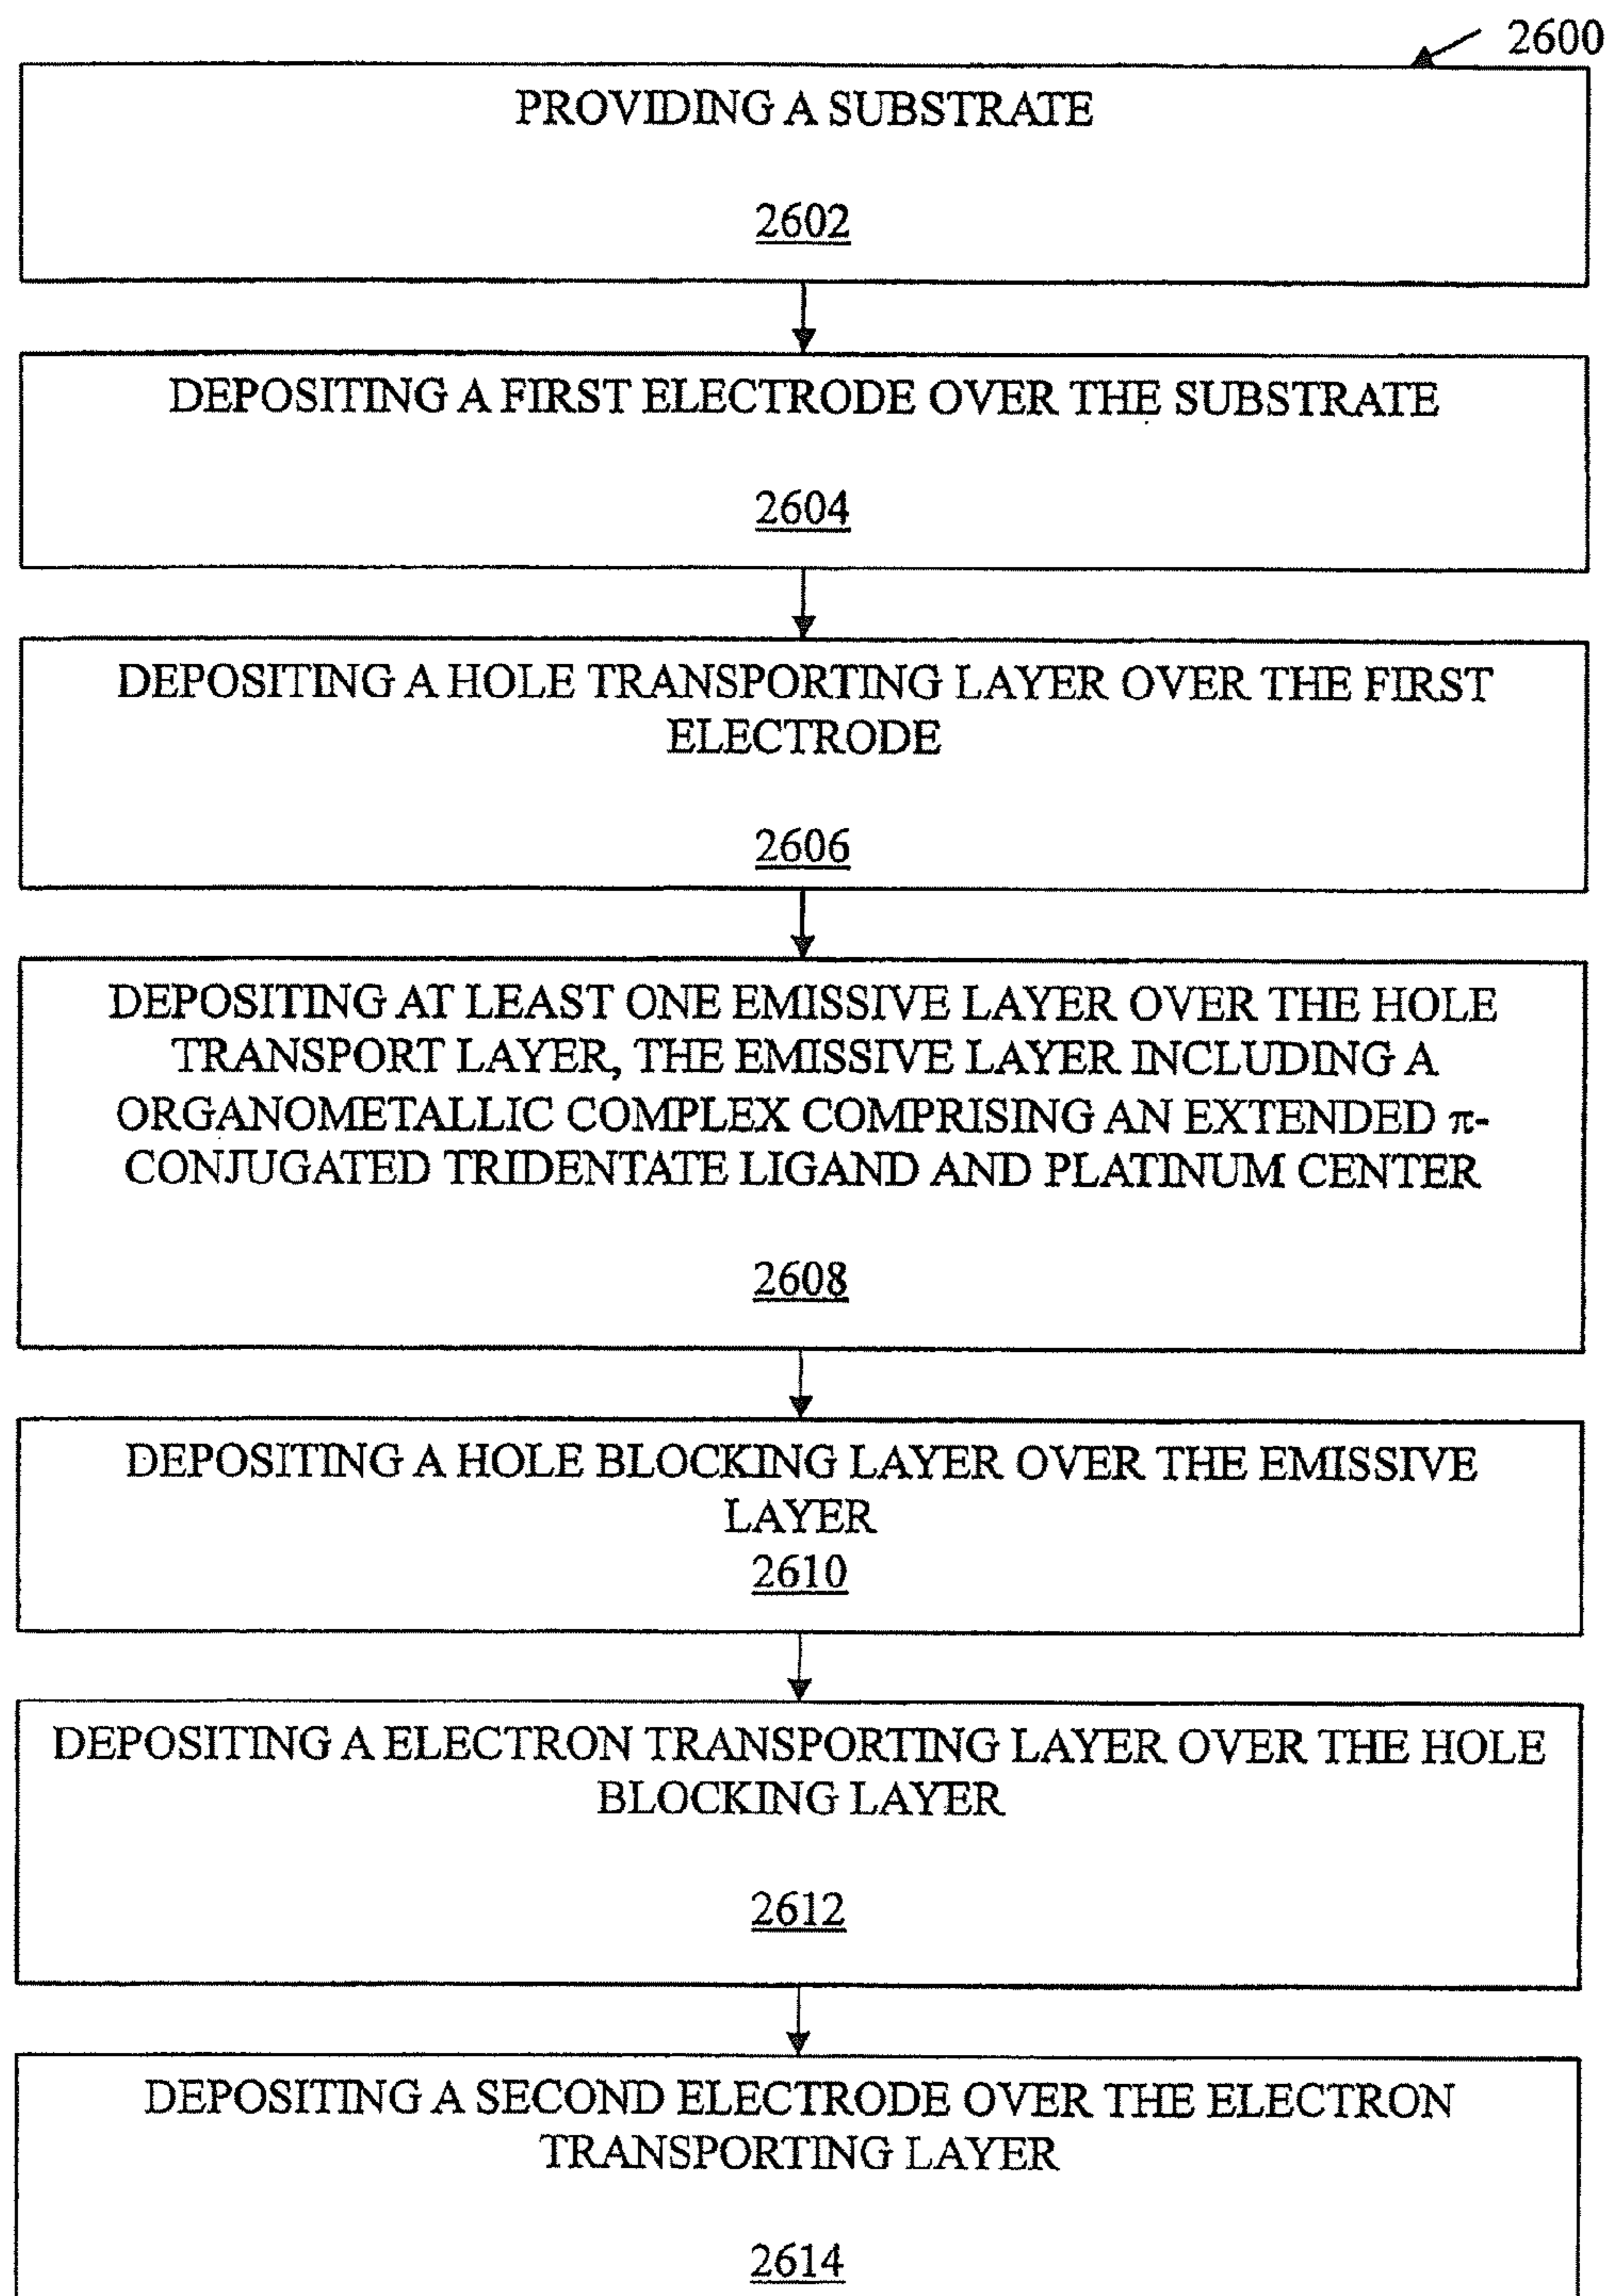 2600
PROVIDING A SUBSTRATE
2602
DEPOSITING A FIRST ELECTRODE OVER THE SUBSTRATE
2604
DEPOSITING A HOLE TRANSPORTING LAYER OVER THE FIRST
ELECTRODE
2606
DEPOSITING AT LEAST ONE EMISSIVE LAYER OVER THE HOLE
TRANSPORT LAYER, THE EMISSIVE LAYER INCLUDING A
ORGANOMETALLIC COMPLEX COMPRISING AN EXTENDED π-
CONJUGATED TRIDENTATE LIGAND AND PLATINUM CENTER
2608
DEPOSITING A HOLE BLOCKING LAYER OVER THE EMISSIVE
LAYER
2610
DEPOSITING A ELECTRON TRANSPORTING LAYER OVER THE HOLE
BLOCKING LAYER
2612
DEPOSITING A SECOND ELECTRODE OVER THE ELECTRON
TRANSPORTING LAYER
2614